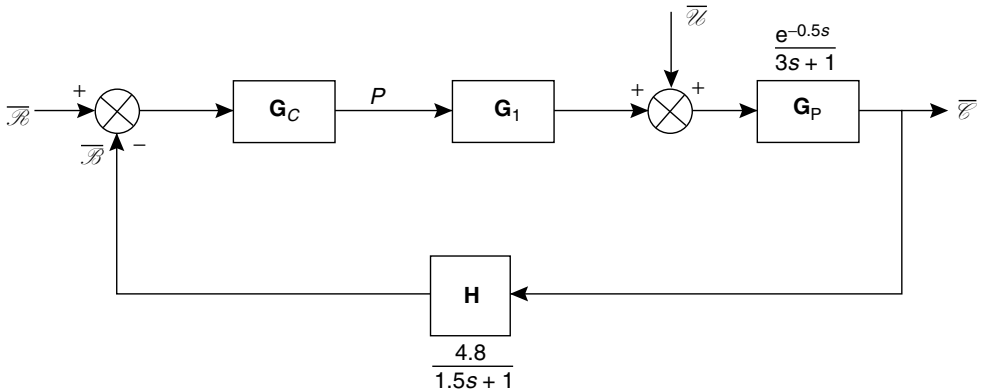 𝒰̅
e^{−0.5s}
3s + 1
+
ℛ̅
G_C
P
G_1
+
+
G_P
𝒞̅
ℬ̅
−
H
4.8
1.5s + 1